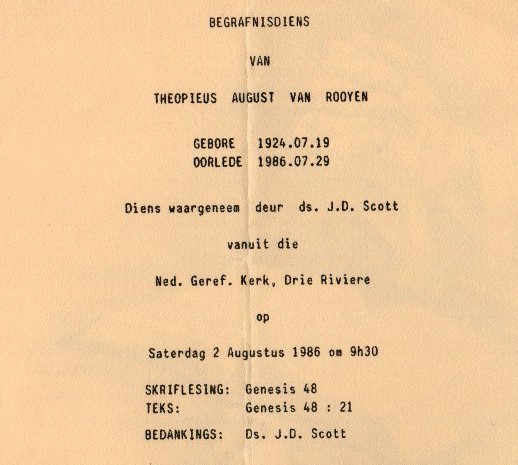 BEGRAFNISDIENS
VAN
THEOPIEUS AUGUST VAN ROOYEN
GEBORE 1924.07.19
OORLEDE 1986.07.29
Diens waargeneem deur ds. J.D. Scott
vanuit die
Ned. Geref. Kerk, Drie Riviere
op
Saterdag 2 Augustus 1986 om 9h30
SKRIFLESING: Genesis 48
TEKS: Genesis 48 : 21
BEDANKINGS: Ds. J.D. Scott